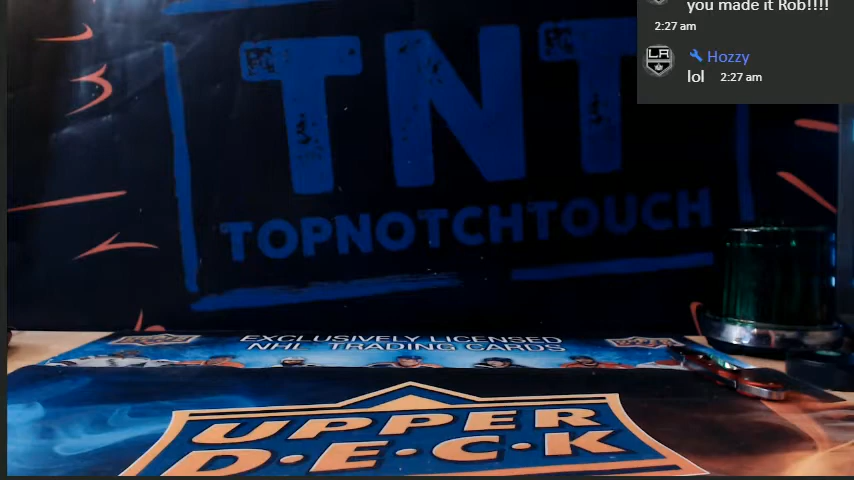 you made it Rob!!!!
2:27 am
Hozzy
lol 2:27 am
LA
TNT
TOPNOTCHTOUCH
EXCLUSIVELY LICENSED
NHL TRADING CARDS
UPPER
D·E·C·K